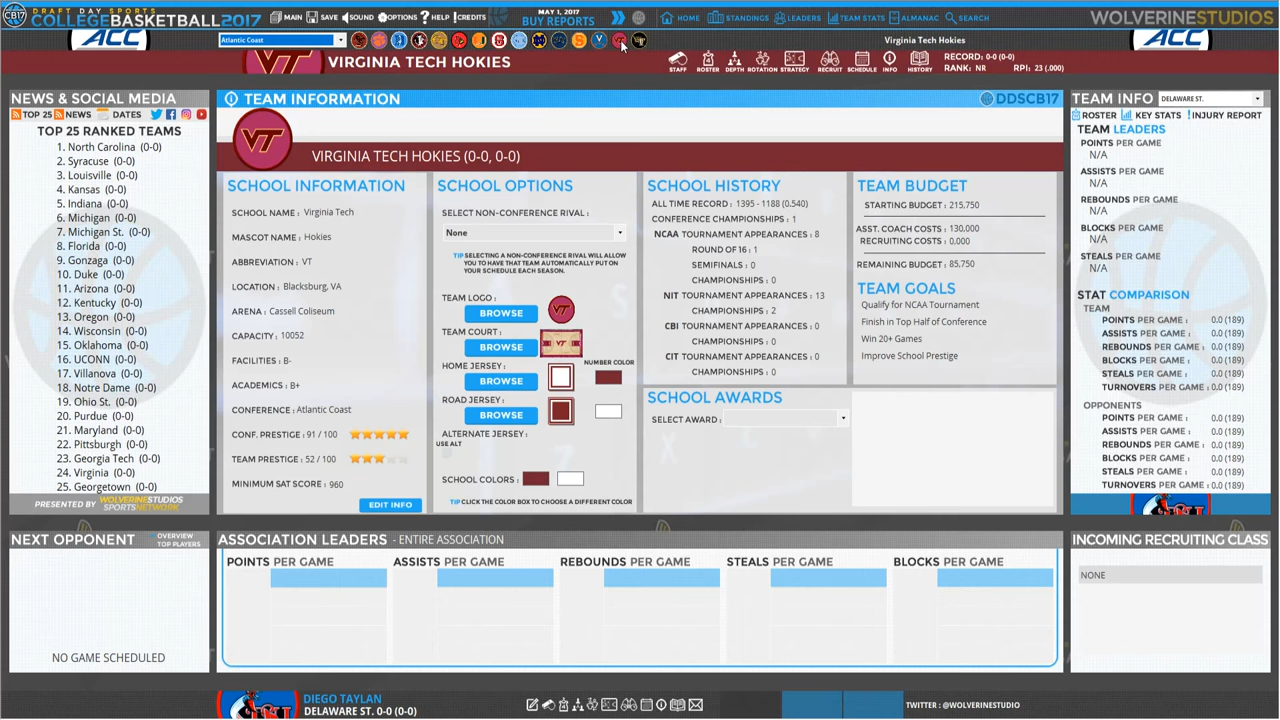 CB17
DRAFT DAY SPORTS
COLLEGEBASKETBALL2017
MAIN SAVE SOUND OPTIONS HELP CREDITS
MAY 1, 2017
BUY REPORTS
HOME STANDINGS LEADERS TEAM STATS ALMANAC SEARCH
WOLVERINESTUDIOS
ACC
Atlantic Coast
Virginia Tech Hokies
ACC
VT
VIRGINIA TECH HOKIES
STAFF ROSTER DEPTH ROTATION STRATEGY RECRUIT SCHEDULE INFO HISTORY
RECORD: 0-0 (0-0)
RANK: NR RPI: 23 (.000)
NEWS & SOCIAL MEDIA
TOP 25 NEWS DATES
TOP 25 RANKED TEAMS
1. North Carolina (0-0)
2. Syracuse (0-0)
3. Louisville (0-0)
4. Kansas (0-0)
5. Indiana (0-0)
6. Michigan (0-0)
7. Michigan St. (0-0)
8. Florida (0-0)
9. Gonzaga (0-0)
10. Duke (0-0)
11. Arizona (0-0)
12. Kentucky (0-0)
13. Oregon (0-0)
14. Wisconsin (0-0)
15. Oklahoma (0-0)
16. UCONN (0-0)
17. Villanova (0-0)
18. Notre Dame (0-0)
19. Ohio St. (0-0)
20. Purdue (0-0)
21. Maryland (0-0)
22. Pittsburgh (0-0)
23. Georgia Tech (0-0)
24. Virginia (0-0)
25. Georgetown (0-0)
PRESENTED BY WOLVERINESTUDIOS
SPORTSNETWORK
TEAM INFORMATION
DDSCB17
VT
VIRGINIA TECH HOKIES (0-0, 0-0)
SCHOOL INFORMATION
SCHOOL NAME : Virginia Tech
MASCOT NAME : Hokies
ABBREVIATION : VT
LOCATION : Blacksburg, VA
ARENA : Cassell Coliseum
CAPACITY : 10052
FACILITIES : B-
ACADEMICS : B+
CONFERENCE : Atlantic Coast
CONF. PRESTIGE : 91 / 100
TEAM PRESTIGE : 52 / 100
MINIMUM SAT SCORE : 960
EDIT INFO
SCHOOL OPTIONS
SELECT NON-CONFERENCE RIVAL :
None
TIP SELECTING A NON-CONFERENCE RIVAL WILL ALLOW
YOU TO HAVE THAT TEAM AUTOMATICALLY PUT ON
YOUR SCHEDULE EACH SEASON.
TEAM LOGO :
BROWSE
TEAM COURT :
BROWSE
HOME JERSEY :
NUMBER COLOR
BROWSE
ROAD JERSEY :
BROWSE
ALTERNATE JERSEY :
USE ALT
SCHOOL COLORS :
TIP CLICK THE COLOR BOX TO CHOOSE A DIFFERENT COLOR
SCHOOL HISTORY
ALL TIME RECORD : 1395 - 1188 (0.540)
CONFERENCE CHAMPIONSHIPS : 1
NCAA TOURNAMENT APPEARANCES : 8
ROUND OF 16 : 1
SEMIFINALS : 0
CHAMPIONSHIPS : 0
NIT TOURNAMENT APPEARANCES : 13
CHAMPIONSHIPS : 2
CBI TOURNAMENT APPEARANCES : 0
CHAMPIONSHIPS : 0
CIT TOURNAMENT APPEARANCES : 0
CHAMPIONSHIPS : 0
TEAM BUDGET
STARTING BUDGET : 215,750
ASST. COACH COSTS : 130,000
RECRUITING COSTS : 0,000
REMAINING BUDGET : 85,750
TEAM GOALS
Qualify for NCAA Tournament
Finish in Top Half of Conference
Win 20+ Games
Improve School Prestige
SCHOOL AWARDS
SELECT AWARD :
TEAM INFO DELAWARE ST.
ROSTER KEY STATS INJURY REPORT
TEAM LEADERS
POINTS PER GAME :
N/A
ASSISTS PER GAME :
N/A
REBOUNDS PER GAME :
N/A
BLOCKS PER GAME :
N/A
STEALS PER GAME :
N/A
STAT COMPARISON
TEAM
POINTS PER GAME : 0.0 (189)
ASSISTS PER GAME : 0.0 (189)
REBOUNDS PER GAME : 0.0 (189)
BLOCKS PER GAME : 0.0 (189)
STEALS PER GAME : 0.0 (189)
TURNOVERS PER GAME : 0.0 (189)
OPPONENTS
POINTS PER GAME : 0.0 (189)
ASSISTS PER GAME : 0.0 (189)
REBOUNDS PER GAME : 0.0 (189)
BLOCKS PER GAME : 0.0 (189)
STEALS PER GAME : 0.0 (189)
TURNOVERS PER GAME : 0.0 (189)
NEXT OPPONENT
OVERVIEW
TOP PLAYERS
NO GAME SCHEDULED
ASSOCIATION LEADERS - ENTIRE ASSOCIATION
POINTS PER GAME ASSISTS PER GAME REBOUNDS PER GAME STEALS PER GAME BLOCKS PER GAME
INCOMING RECRUITING CLASS
NONE
DIEGO TAYLAN
DELAWARE ST. 0-0 (0-0)
TWITTER : @WOLVERINESTUDIO